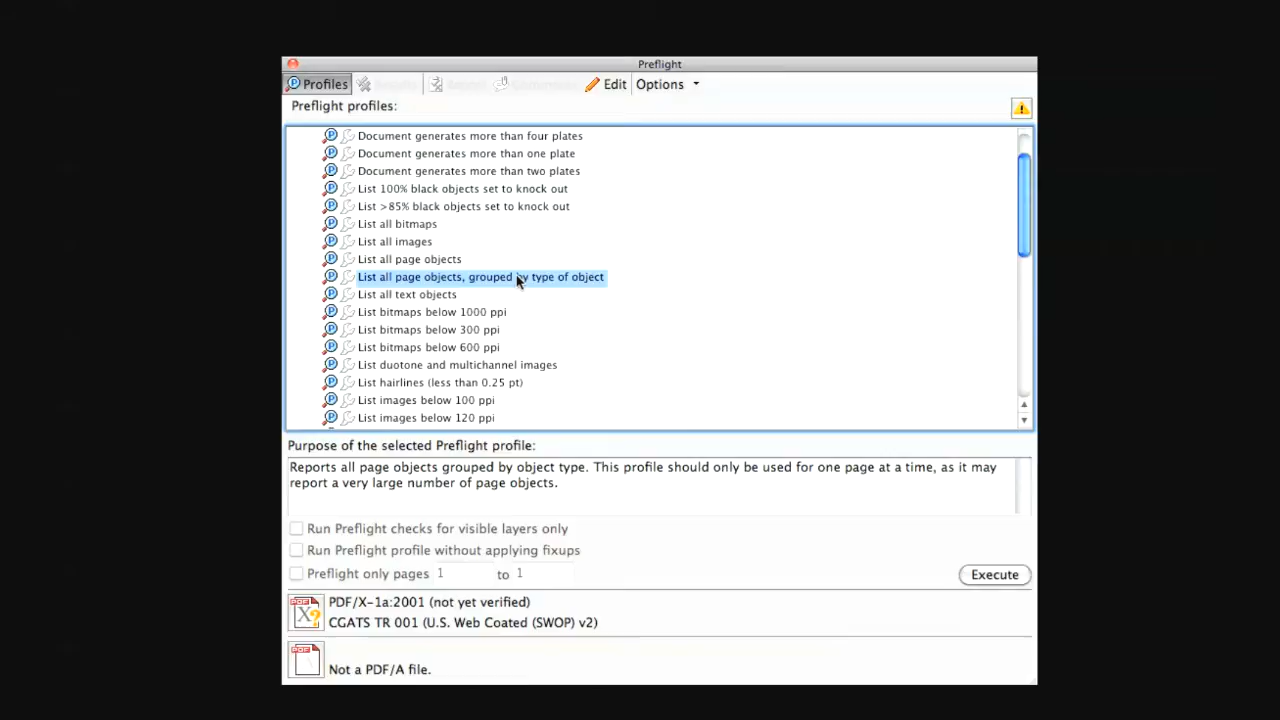 Preflight
Profiles Edit Options
Preflight profiles:
Document generates more than four plates
Document generates more than one plate
Document generates more than two plates
List 100% black objects set to knock out
List >85% black objects set to knock out
List all bitmaps
List all images
List all page objects
List all page objects, grouped by type of object
List all text objects
List bitmaps below 1000 ppi
List bitmaps below 300 ppi
List bitmaps below 600 ppi
List duotone and multichannel images
List hairlines (less than 0.25 pt)
List images below 100 ppi
List images below 120 ppi
Purpose of the selected Preflight profile:
Reports all page objects grouped by object type. This profile should only be used for one page at a time, as it may
report a very large number of page objects.
Run Preflight checks for visible layers only
Run Preflight profile without applying fixups
Preflight only pages 1 to 1
Execute
PDF/X-1a:2001 (not yet verified)
CGATS TR 001 (U.S. Web Coated (SWOP) v2)
Not a PDF/A file.